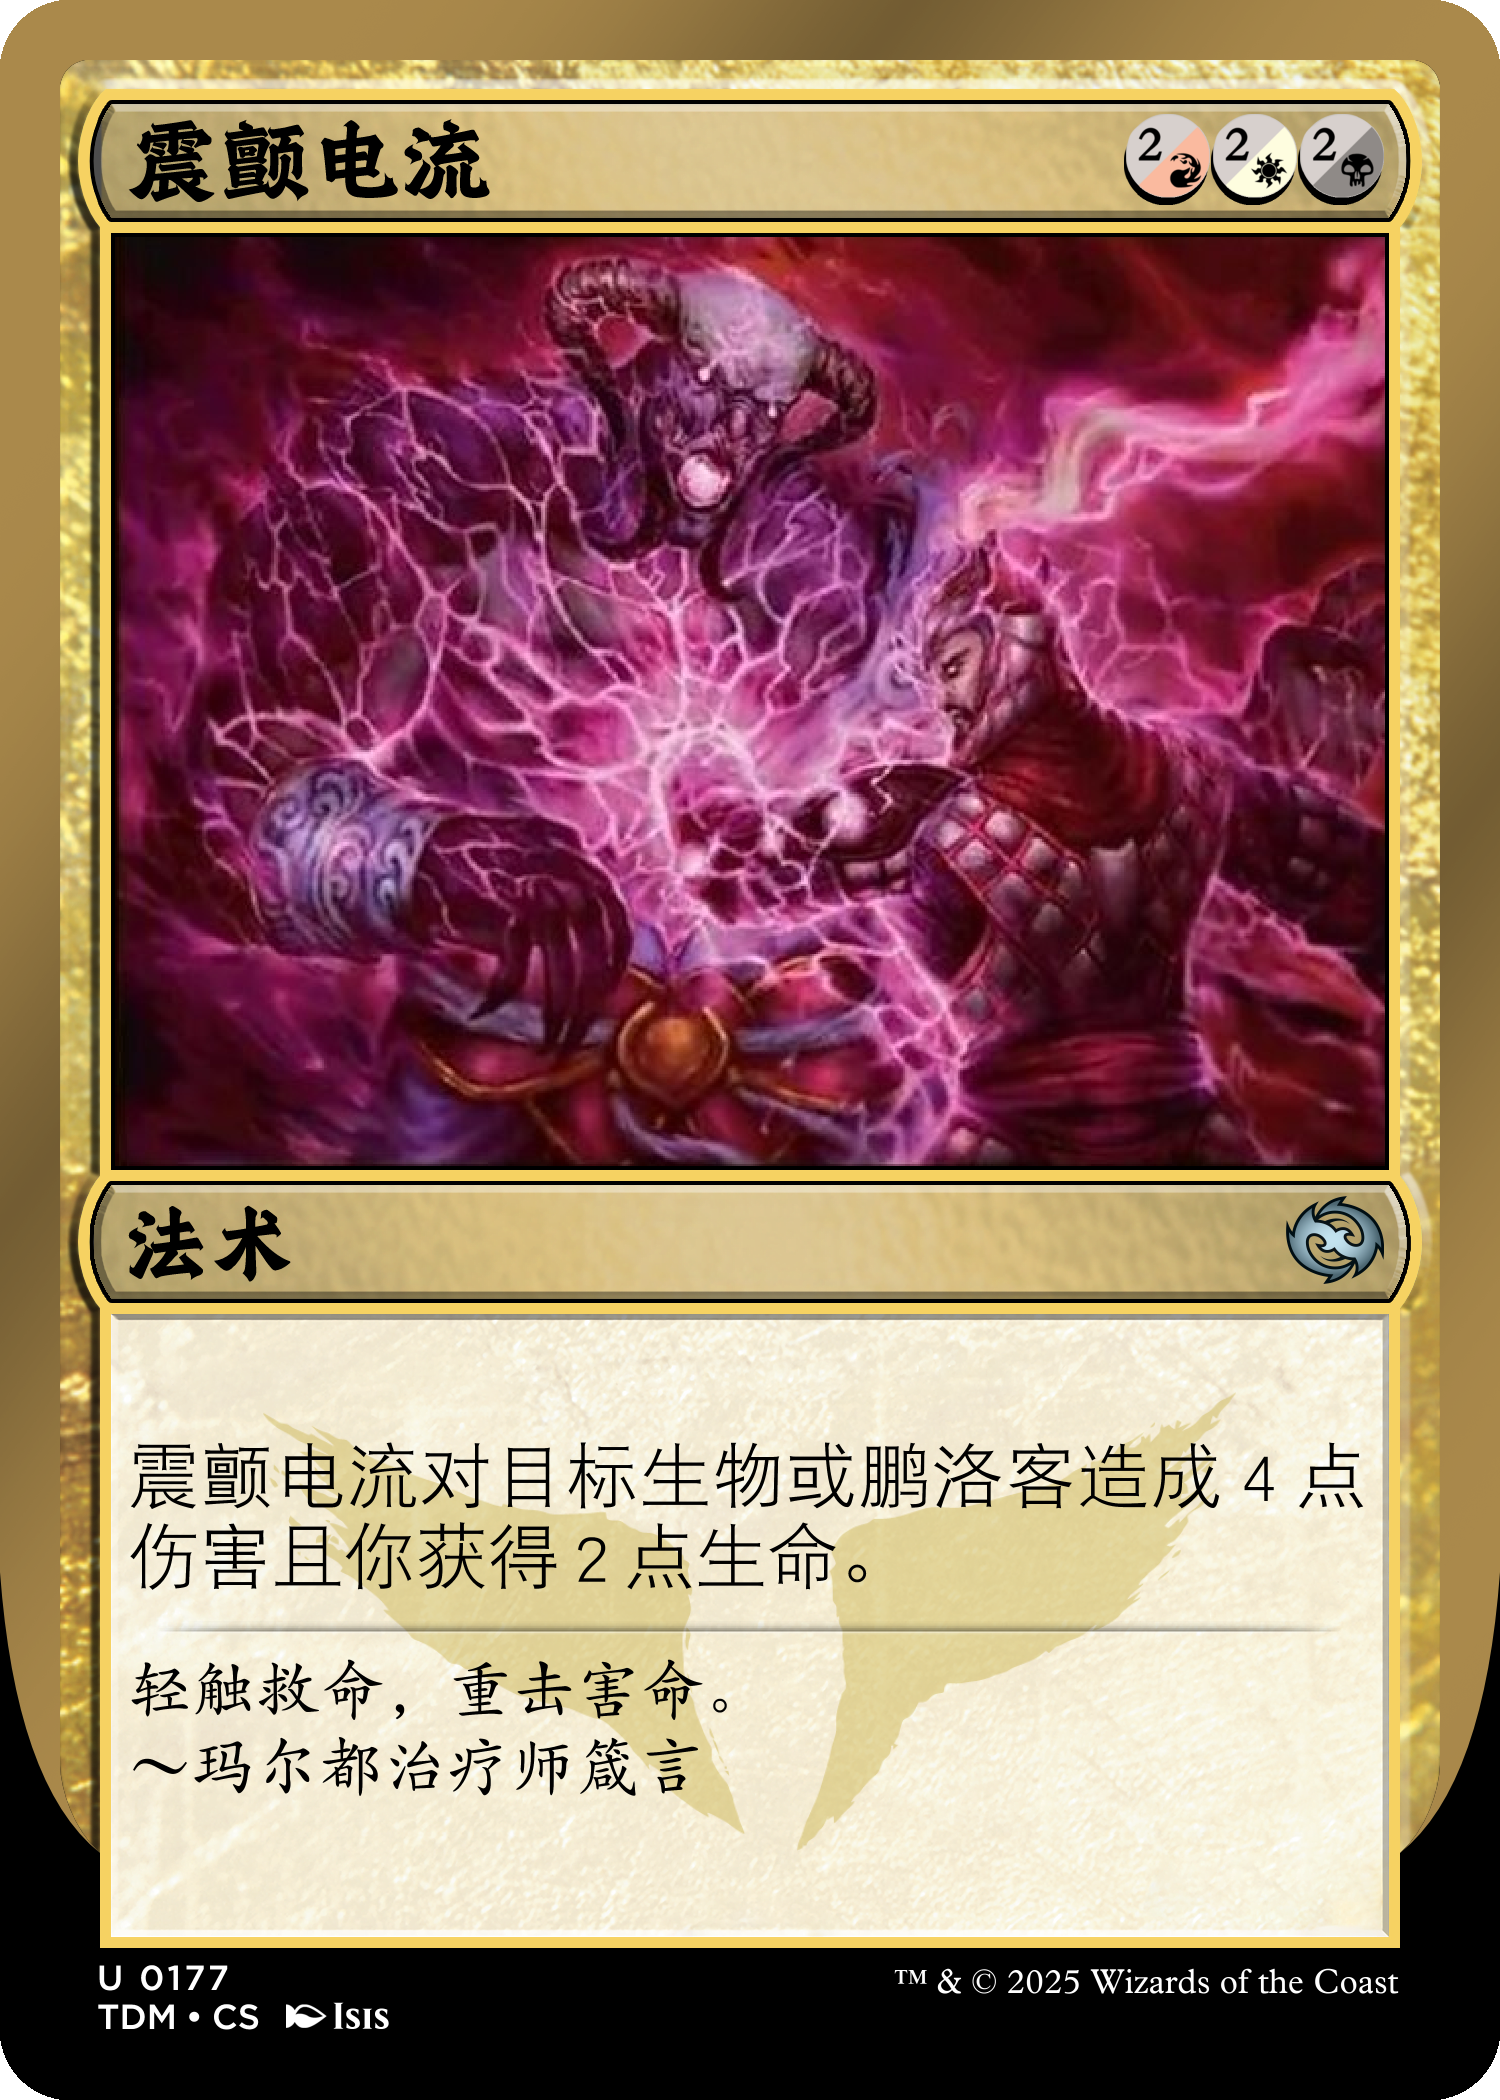 震颤电流
2 2 2
法术
震颤电流对目标生物或鹏洛客造成 4 点
伤害且你获得 2 点生命。
轻触救命，重击害命。
～玛尔都治疗师箴言
U 0177
™ & © 2025 Wizards of the Coast
TDM • CS Isis